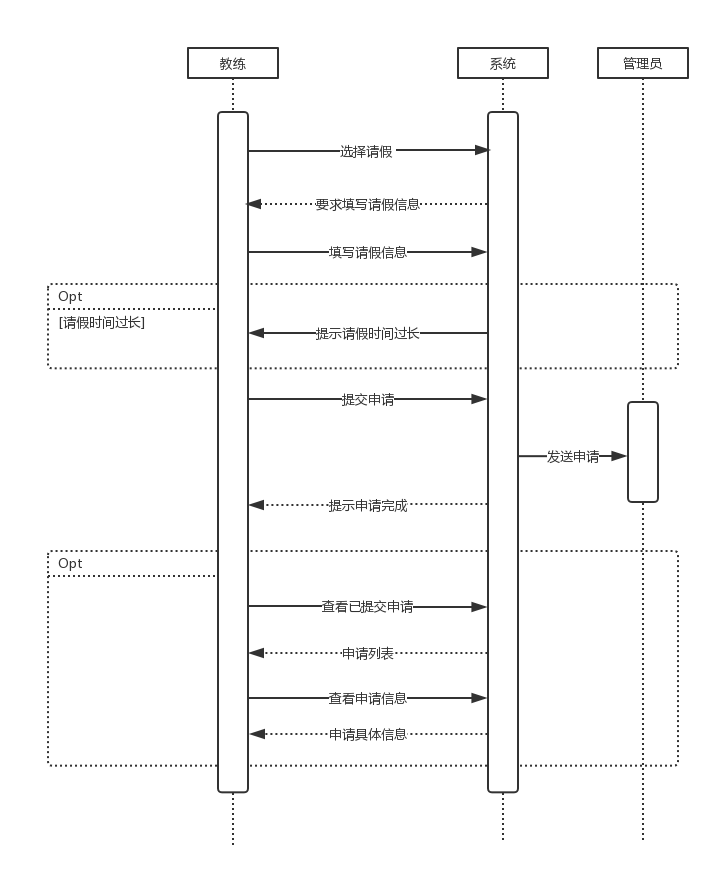 教练
系统
管理员
选择请假
要求填写请假信息
填写请假信息
Opt
[请假时间过长]
提示请假时间过长
提交申请
发送申请
提示申请完成
Opt
查看已提交申请
申请列表
查看申请信息
申请具体信息